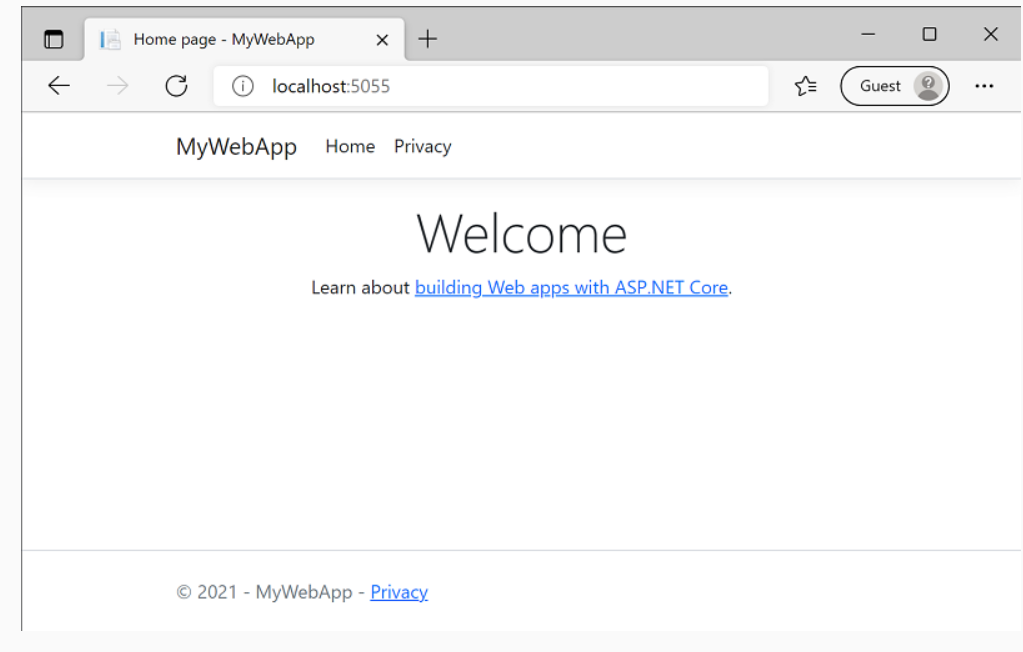 Home page - MyWebApp
localhost:5055
Guest
MyWebApp Home Privacy
Welcome
Learn about building Web apps with ASP.NET Core.
© 2021 - MyWebApp - Privacy